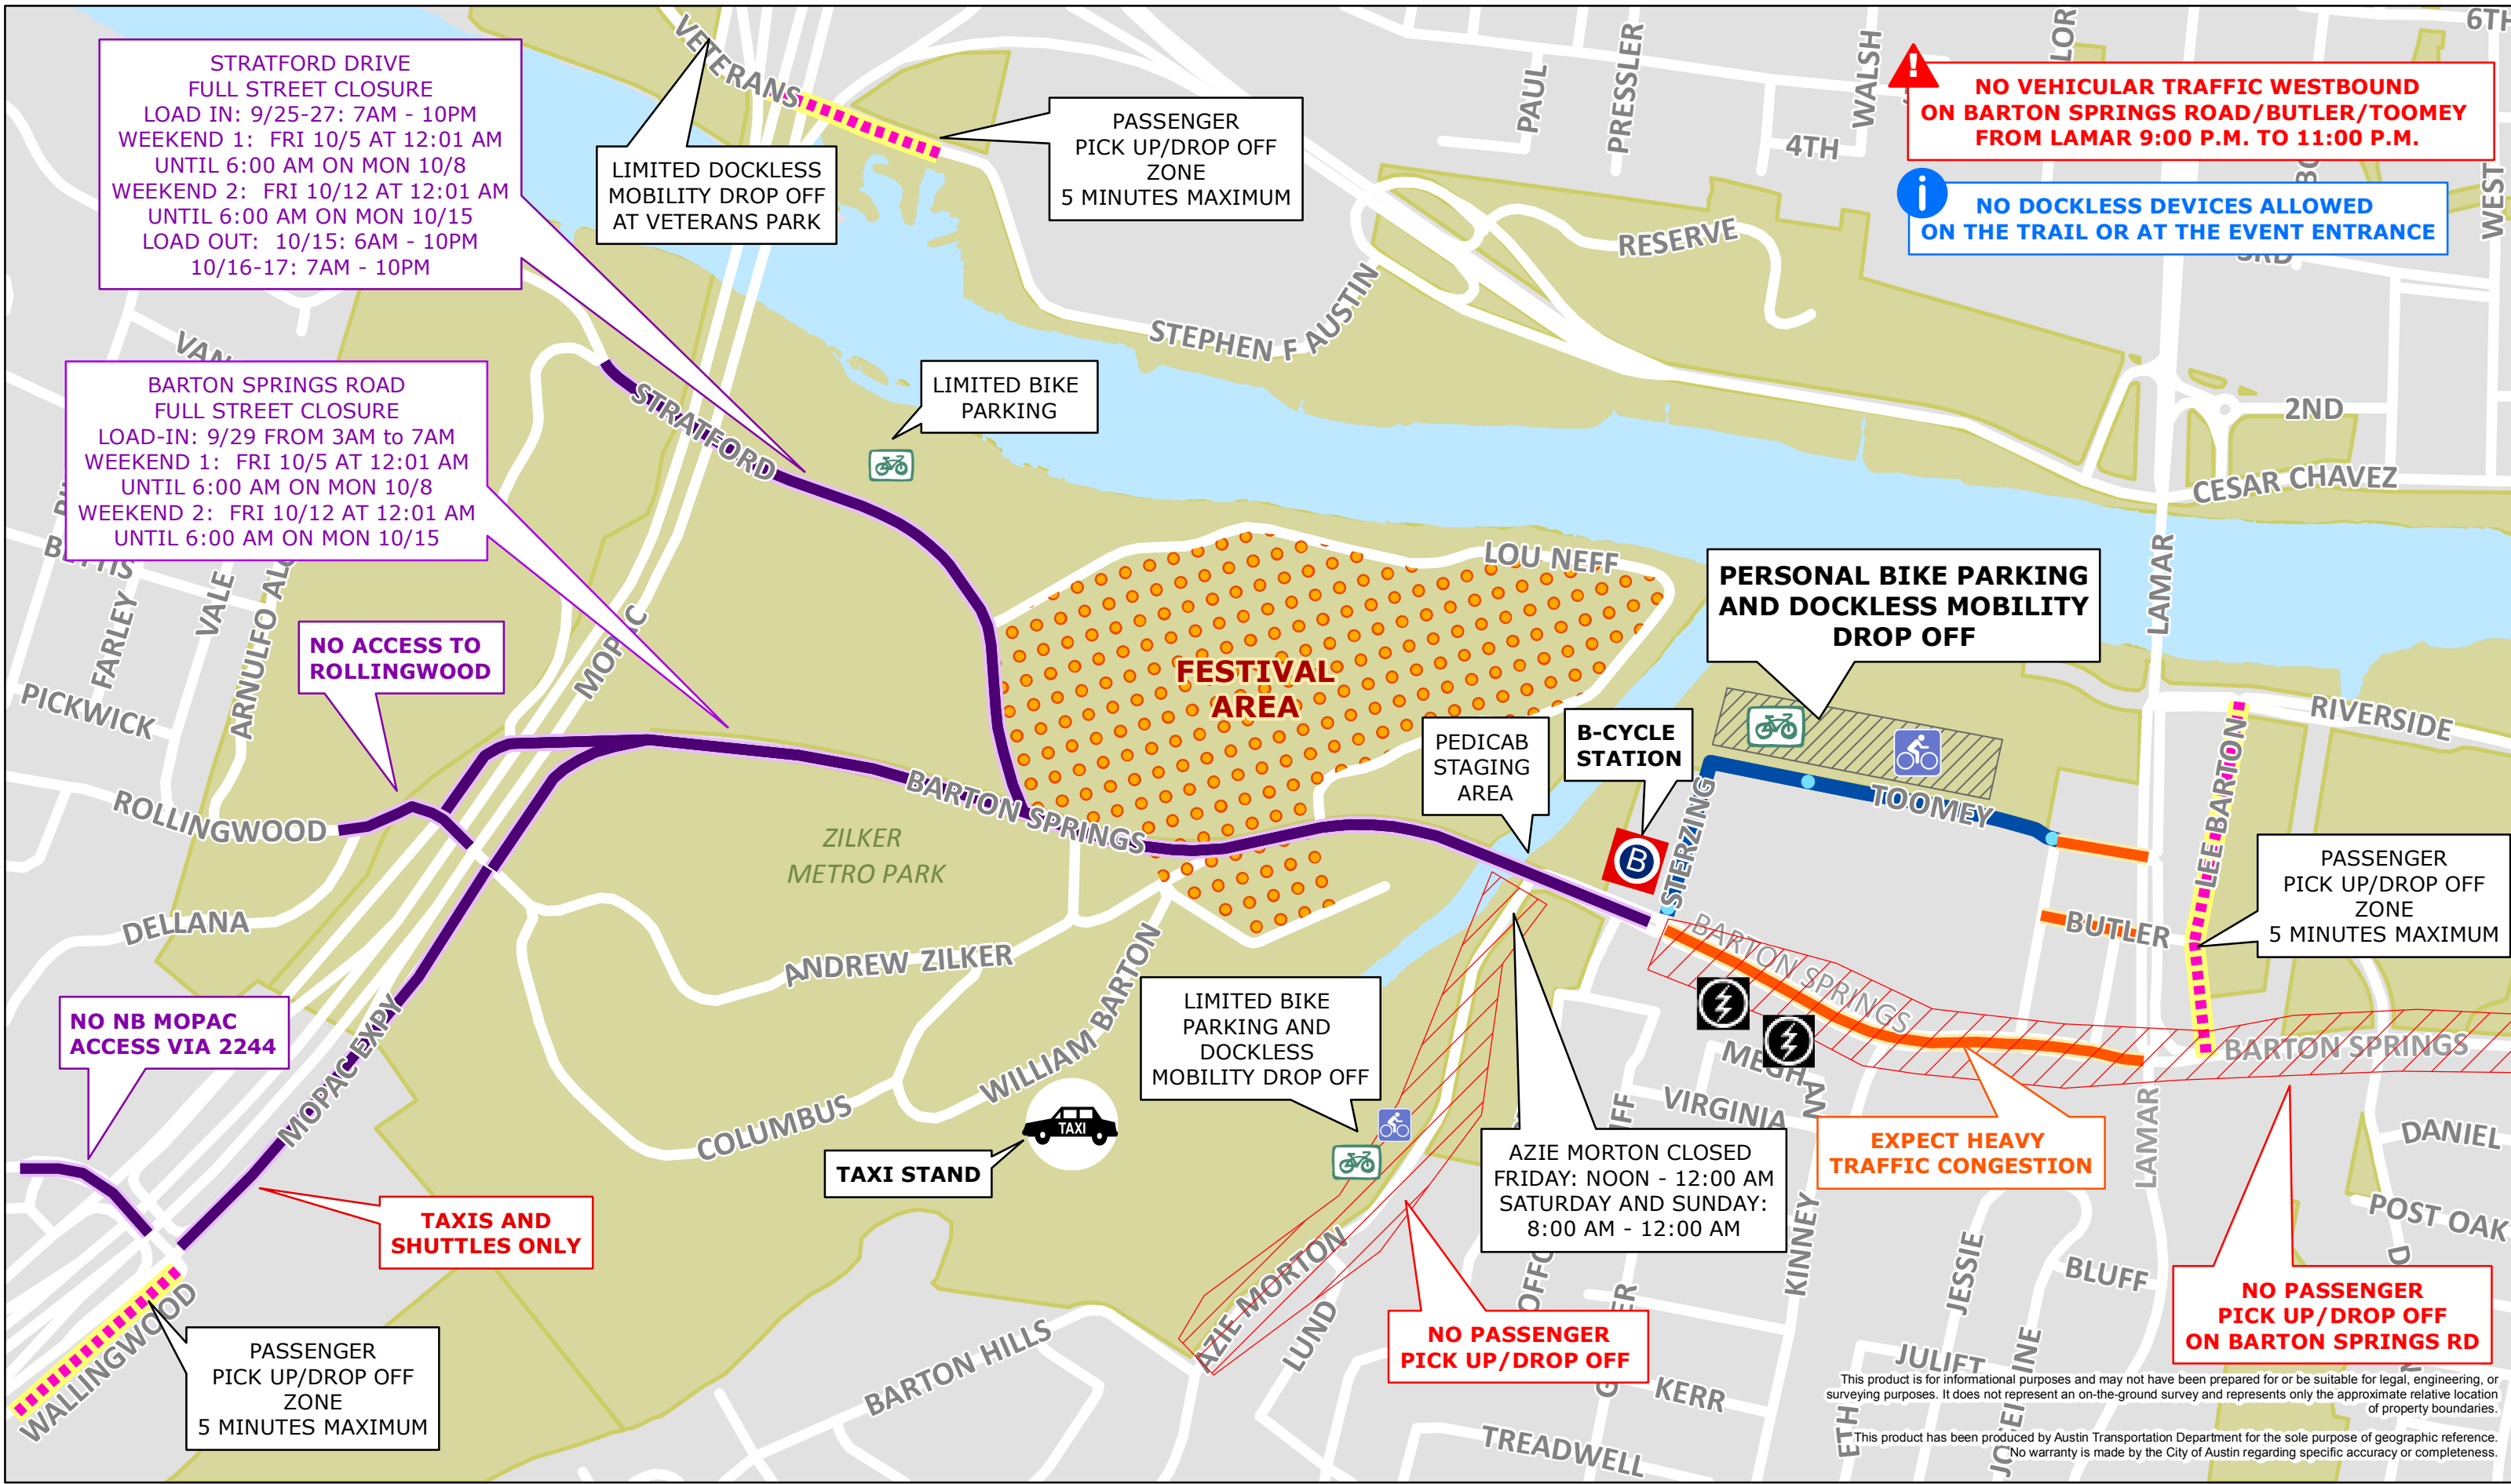 STRATFORD DRIVE
FULL STREET CLOSURE
LOAD IN: 9/25-27: 7AM - 10PM
WEEKEND 1: FRI 10/5 AT 12:01 AM
UNTIL 6:00 AM ON MON 10/8
WEEKEND 2: FRI 10/12 AT 12:01 AM
UNTIL 6:00 AM ON MON 10/15
LOAD OUT: 10/15: 6AM - 10PM
10/16-17: 7AM - 10PM
VETERANS
LIMITED DOCKLESS
MOBILITY DROP OFF
AT VETERANS PARK
PASSENGER
PICK UP/DROP OFF
ZONE
5 MINUTES MAXIMUM
PAUL
PRESSLER
WALSH
4TH
6TH
WEST
!
NO VEHICULAR TRAFFIC WESTBOUND
ON BARTON SPRINGS ROAD/BUTLER/TOOMEY
FROM LAMAR 9:00 P.M. TO 11:00 P.M.
i
NO DOCKLESS DEVICES ALLOWED
ON THE TRAIL OR AT THE EVENT ENTRANCE
3RD
RESERVE
STEPHEN F AUSTIN
2ND
CESAR CHAVEZ
BARTON SPRINGS ROAD
FULL STREET CLOSURE
LOAD-IN: 9/29 FROM 3AM to 7AM
WEEKEND 1: FRI 10/5 AT 12:01 AM
UNTIL 6:00 AM ON MON 10/8
WEEKEND 2: FRI 10/12 AT 12:01 AM
UNTIL 6:00 AM ON MON 10/15
STRATFORD
LIMITED BIKE
PARKING
LOU NEFF
FESTIVAL
AREA
PERSONAL BIKE PARKING
AND DOCKLESS MOBILITY
DROP OFF
LAMAR
VALE
FARLEY
PICKWICK
NO ACCESS TO
ROLLINGWOOD
MOPAC
ROLLINGWOOD
DELLANA
BARTON SPRINGS
ZILKER
METRO PARK
PEDICAB
STAGING
AREA
B-CYCLE
STATION
B
STERZING
TOOMEY
RIVERSIDE
LEE BARTON
BUTLER
PASSENGER
PICK UP/DROP OFF
ZONE
5 MINUTES MAXIMUM
BARTON SPRINGS
BARTON SPRINGS
ANDREW ZILKER
WILLIAM BARTON
COLUMBUS
NO NB MOPAC
ACCESS VIA 2244
MOPAC EXPY
TAXI
TAXI STAND
TAXIS AND
SHUTTLES ONLY
LIMITED BIKE
PARKING AND
DOCKLESS
MOBILITY DROP OFF
AZIE MORTON CLOSED
FRIDAY: NOON - 12:00 AM
SATURDAY AND SUNDAY:
8:00 AM - 12:00 AM
VIRGINIA
EXPECT HEAVY
TRAFFIC CONGESTION
LAMAR
DANIEL
POST OAK
WALLINGWOOD
PASSENGER
PICK UP/DROP OFF
ZONE
5 MINUTES MAXIMUM
BARTON HILLS
AZIE MORTON
LUND
NO PASSENGER
PICK UP/DROP OFF
KINNEY
JESSIE
BLUFF
NO PASSENGER
PICK UP/DROP OFF
ON BARTON SPRINGS RD
KERR
TREADWELL
This product is for informational purposes and may not have been prepared for or be suitable for legal, engineering, or
surveying purposes. It does not represent an on-the-ground survey and represents only the approximate relative location
of property boundaries.
This product has been produced by Austin Transportation Department for the sole purpose of geographic reference.
No warranty is made by the City of Austin regarding specific accuracy or completeness.